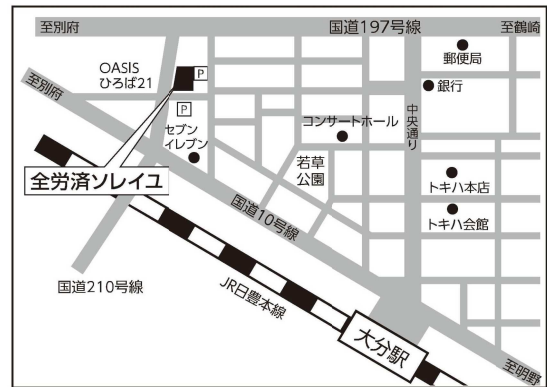 至別府
国道197号線
至鶴崎
郵便局
OASIS
ひろば21
P
至別府
銀行
P
セブン
イレブン
コンサートホール
中央通り
若草
公園
全労済ソレイユ
トキハ本店
国道10号線
トキハ会館
国道210号線
JR日豊本線
大分駅
至明野